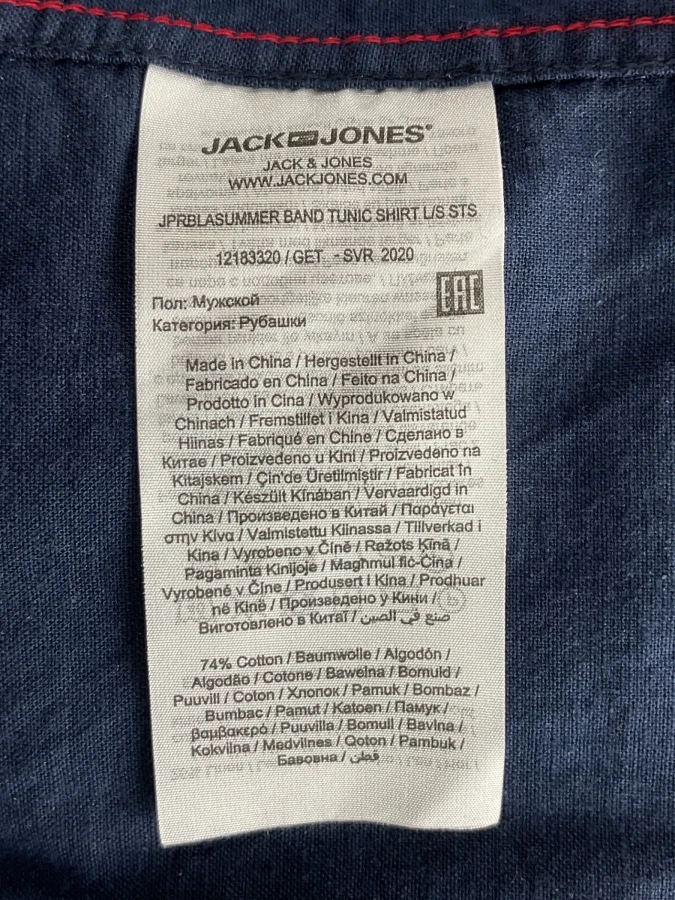 JACK JONES®
JACK & JONES
WWW.JACKJONES.COM
JPRBLASUMMER BAND TUNIC SHIRT L/S STS
12183320 / GET - SVR 2020
Пол: Мужской
Категория: Рубашки
EAC
Made in China / Hergestellt in China /
Fabricado en China / Feito na China /
Prodotto in Cina / Wyprodukowano w
Chinach / Fremstillet i Kina / Valmistatud
Hiinas / Fabriqué en Chine / Сделано в
Китае / Proizvedeno u Kini / Proizvedeno na
Kitajskem / Çin'de Üretilmiştir / Fabricat în
China / Készült Kínában / Vervaardigd in
China / Произведено в Китай / Παράγεται
στην Κίνα / Valmistettu Kiinassa / Tillverkad i
Kina / Vyrobeno v Číně / Ražots Ķīnā /
Pagaminta Kinijoje / Magħmul fiċ-Ċina /
Vyrobené v Číne / Produsert i Kina / Prodhuar
në Kinë / Произведено у Кини /
Виготовлено в Китаї / صنع في الصين
74% Cotton / Baumwolle / Algodón /
Algodão / Cotone / Bawełna / Bomuld /
Puuvill / Coton / Хлопок / Pamuk / Bombaž /
Bumbac / Pamut / Katoen / Памук /
βαμβακερό / Puuvilla / Bomull / Bavlna /
Kokvilna / Medvilnės / Qoton / Pambuk /
Бавовна / قطن